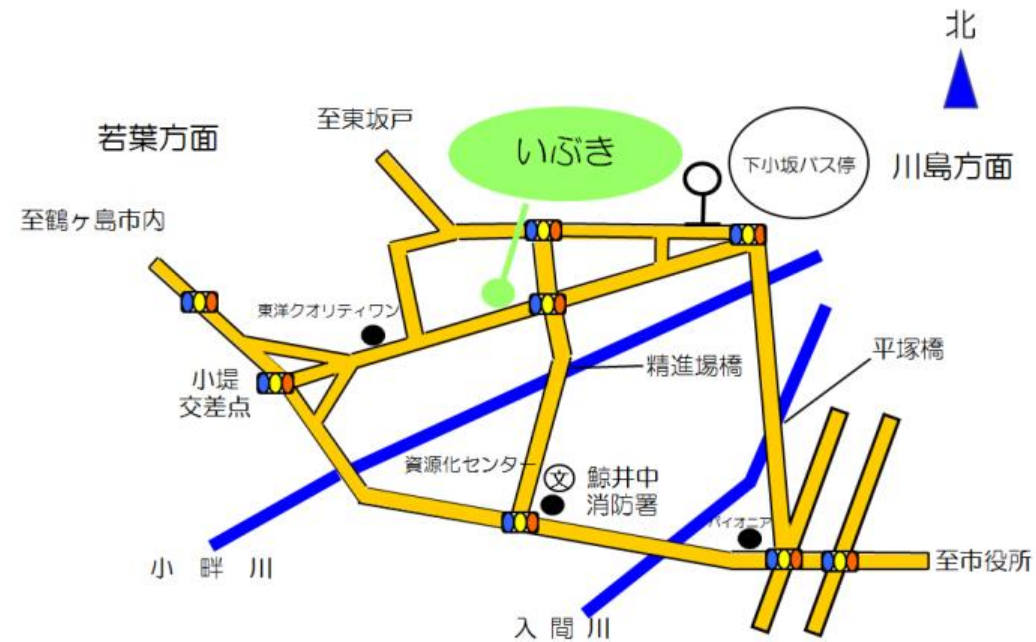 北
至東坂戸
若葉方面
いぶき
下小坂バス停
川島方面
至鶴ヶ島市内
東洋クオリティワン
平塚橋
精進場橋
小堤
交差点
資源化センター
文
鯨井中
消防署
パイオニア
至市役所
小畔川
入間川